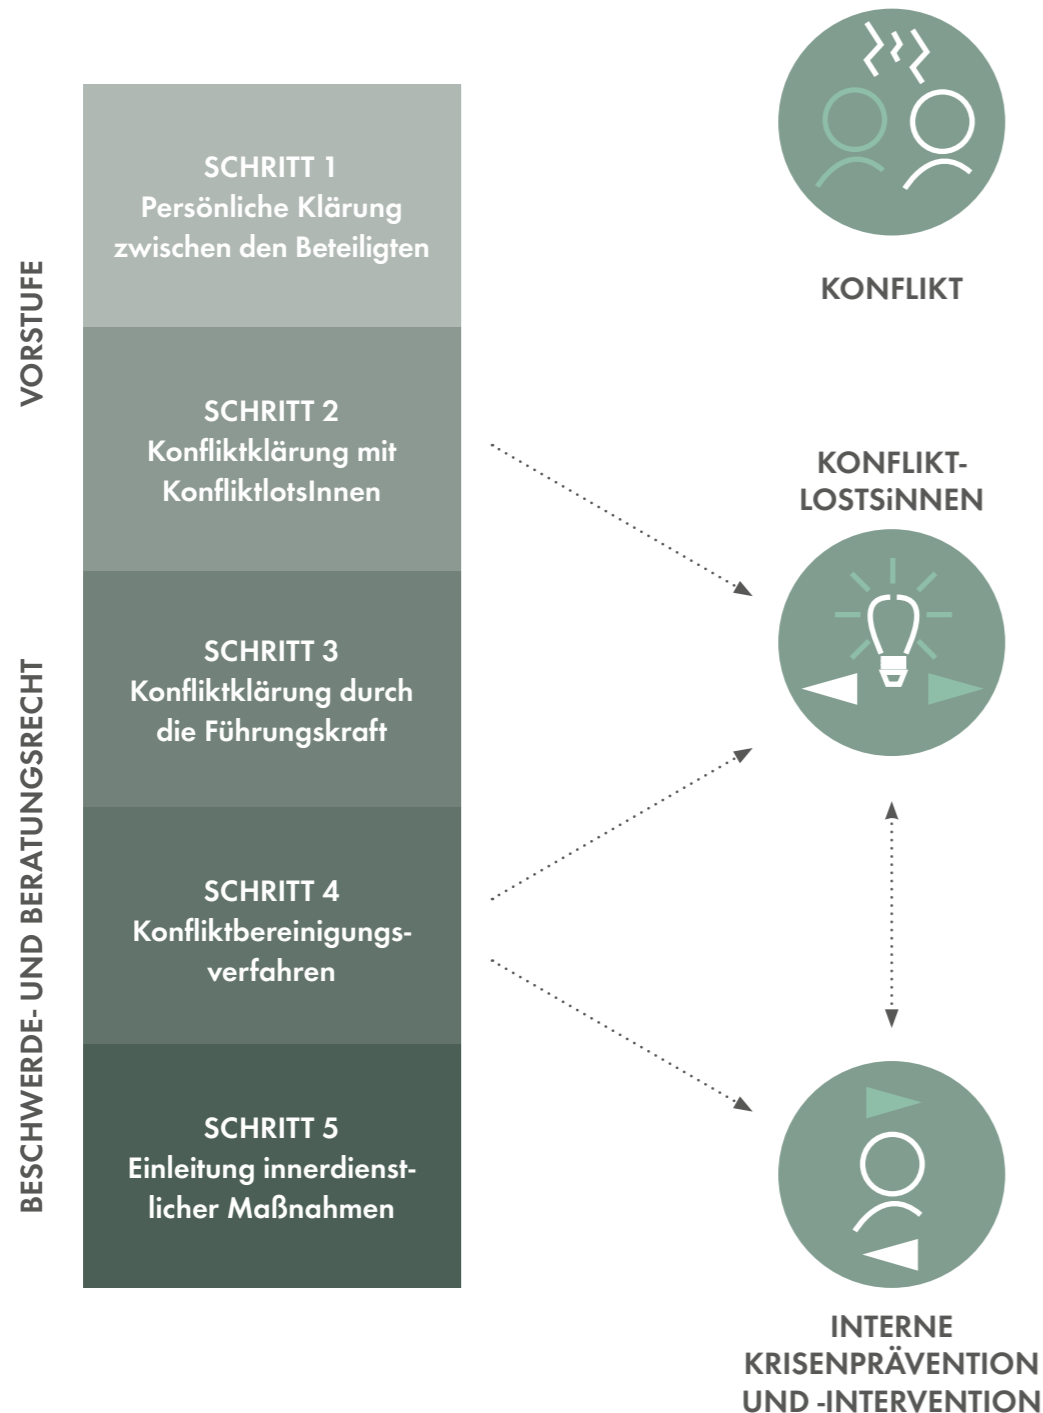 VORSTUFE
SCHRITT 1
Persönliche Klärung
zwischen den Beteiligten
SCHRITT 2
Konfliktklärung mit
KonfliktlotsInnen
BESCHWERDE- UND BERATUNGSRECHT
SCHRITT 3
Konfliktklärung durch
die Führungskraft
SCHRITT 4
Konfliktbereinigungs-
verfahren
SCHRITT 5
Einleitung innerdienst-
licher Maßnahmen
KONFLIKT
KONFLIKT-
LOSTSiNNEN
INTERNE
KRISENPRÄVENTION
UND -INTERVENTION